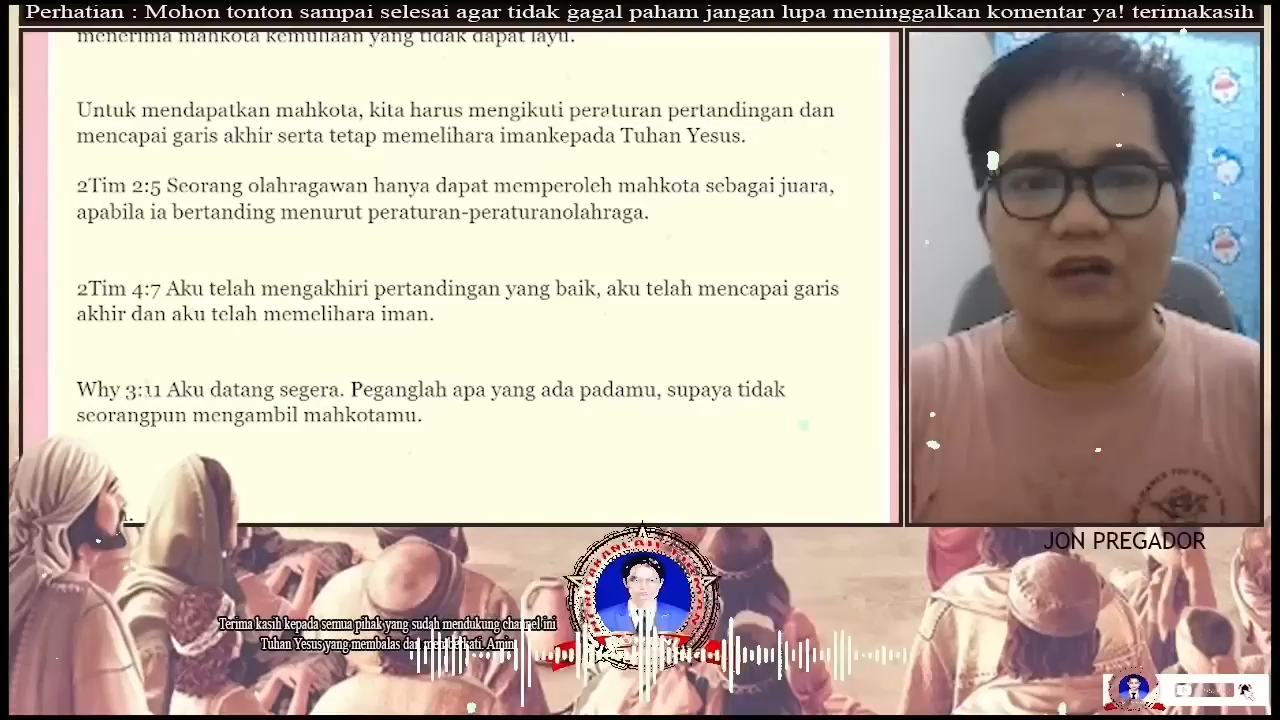 Perhatian : Mohon tonton sampai selesai agar tidak gagal paham jangan lupa meninggalkan komentar ya! terimakasih
menerima mahkota kemuliaan yang tidak dapat layu.
Untuk mendapatkan mahkota, kita harus mengikuti peraturan pertandingan dan
mencapai garis akhir serta tetap memelihara imankepada Tuhan Yesus.
2Tim 2:5 Seorang olahragawan hanya dapat memperoleh mahkota sebagai juara,
apabila ia bertanding menurut peraturan-peraturanolahraga.
2Tim 4:7 Aku telah mengakhiri pertandingan yang baik, aku telah mencapai garis
akhir dan aku telah memelihara iman.
Why 3:11 Aku datang segera. Peganglah apa yang ada padamu, supaya tidak
seorangpun mengambil mahkotamu.
JON PREGADOR
Terima kasih kepada semua pihak yang sudah mendukung channel ini
Tuhan Yesus yang membalas dan memberkati. Amin